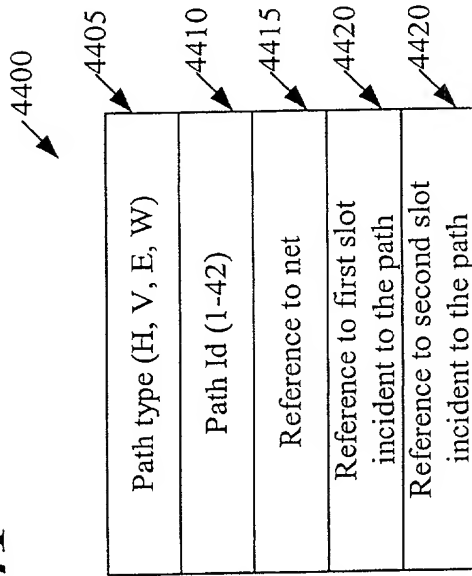 4400
Path type (H, V, E, W)
4405
Path Id (1-42)
4410
Reference to net
4415
Reference to first slot
incident to the path
4420
Reference to second slot
incident to the path
4420